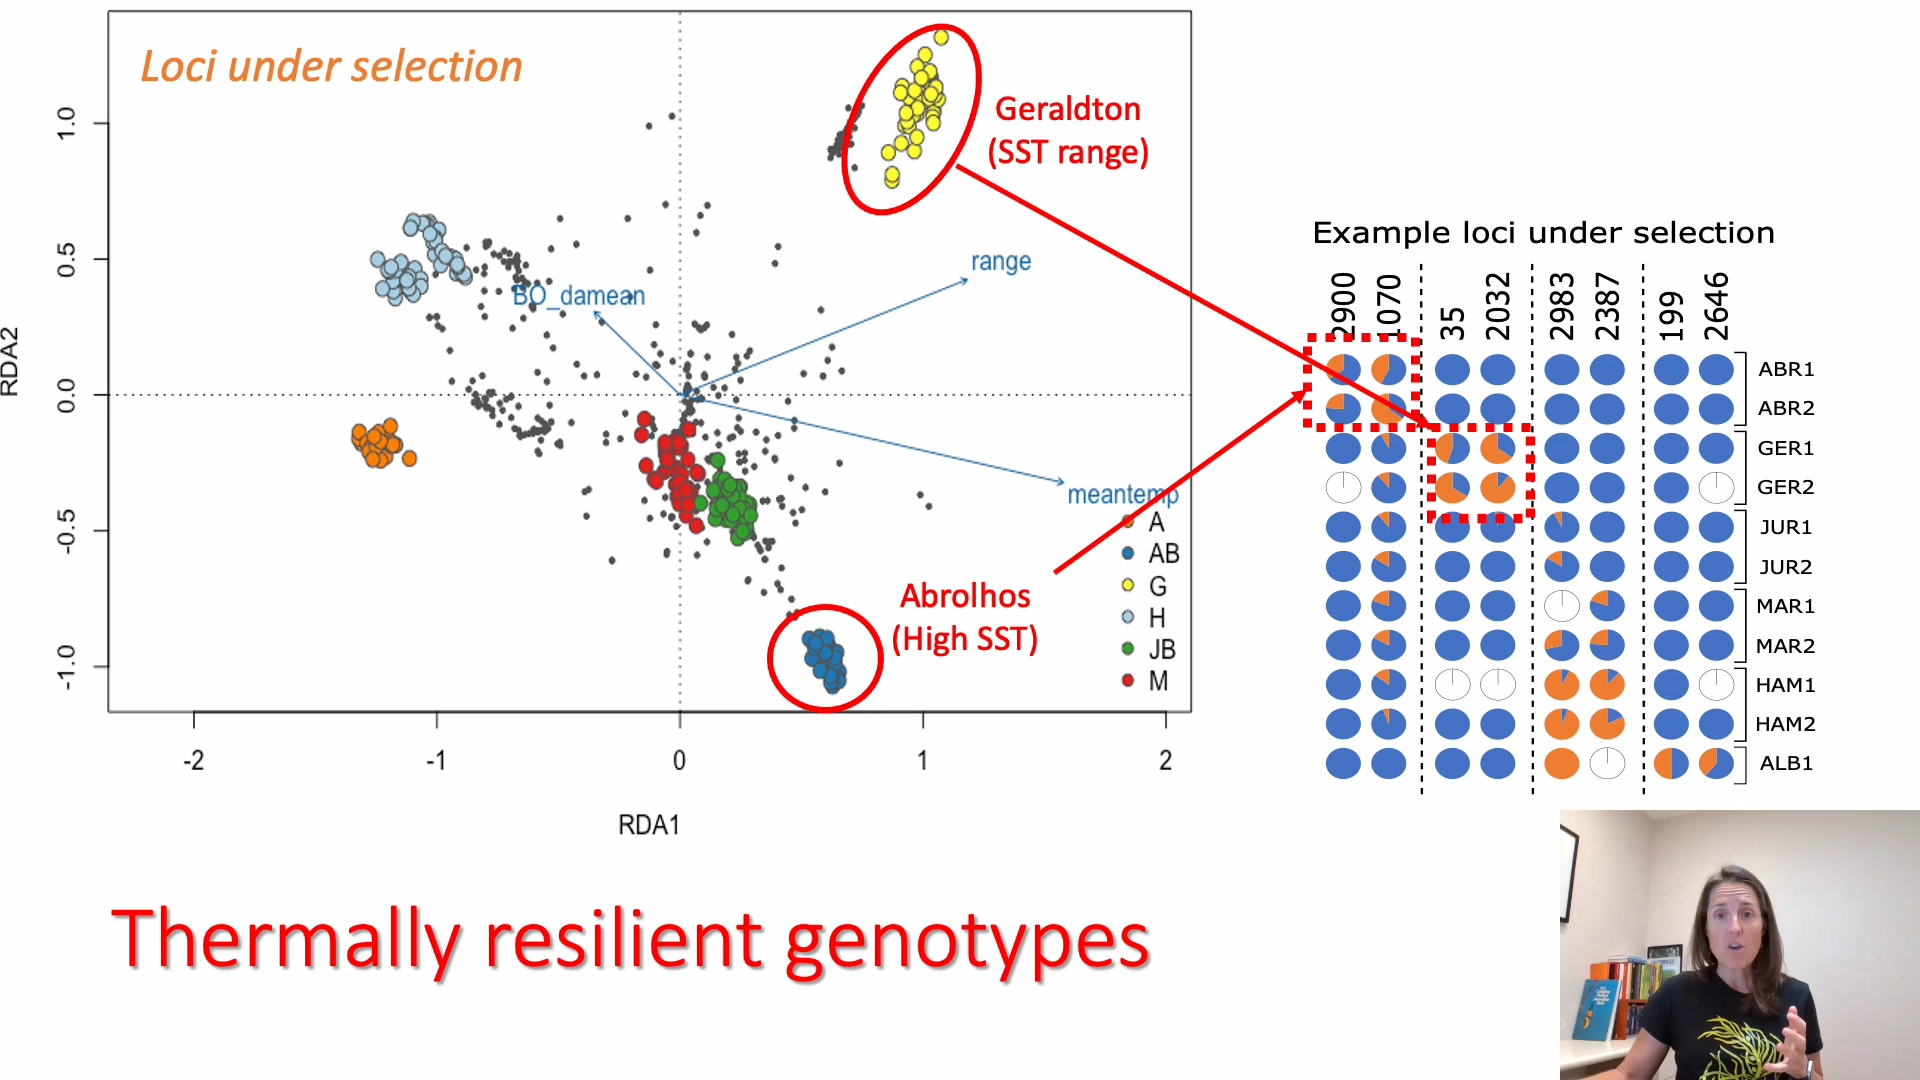 Loci under selection
Geraldton
(SST range)
1.0
0.5
0.0
-0.5
-1.0
RDA2
range
BO_damean
meantemp
A
AB
G
H
JB
M
Abrolhos
(High SST)
-2
-1
0
1
2
RDA1
Example loci under selection
2900
1070
35
2032
2983
2387
199
2646
ABR1
ABR2
GER1
GER2
JUR1
JUR2
MAR1
MAR2
HAM1
HAM2
ALB1
Thermally resilient genotypes